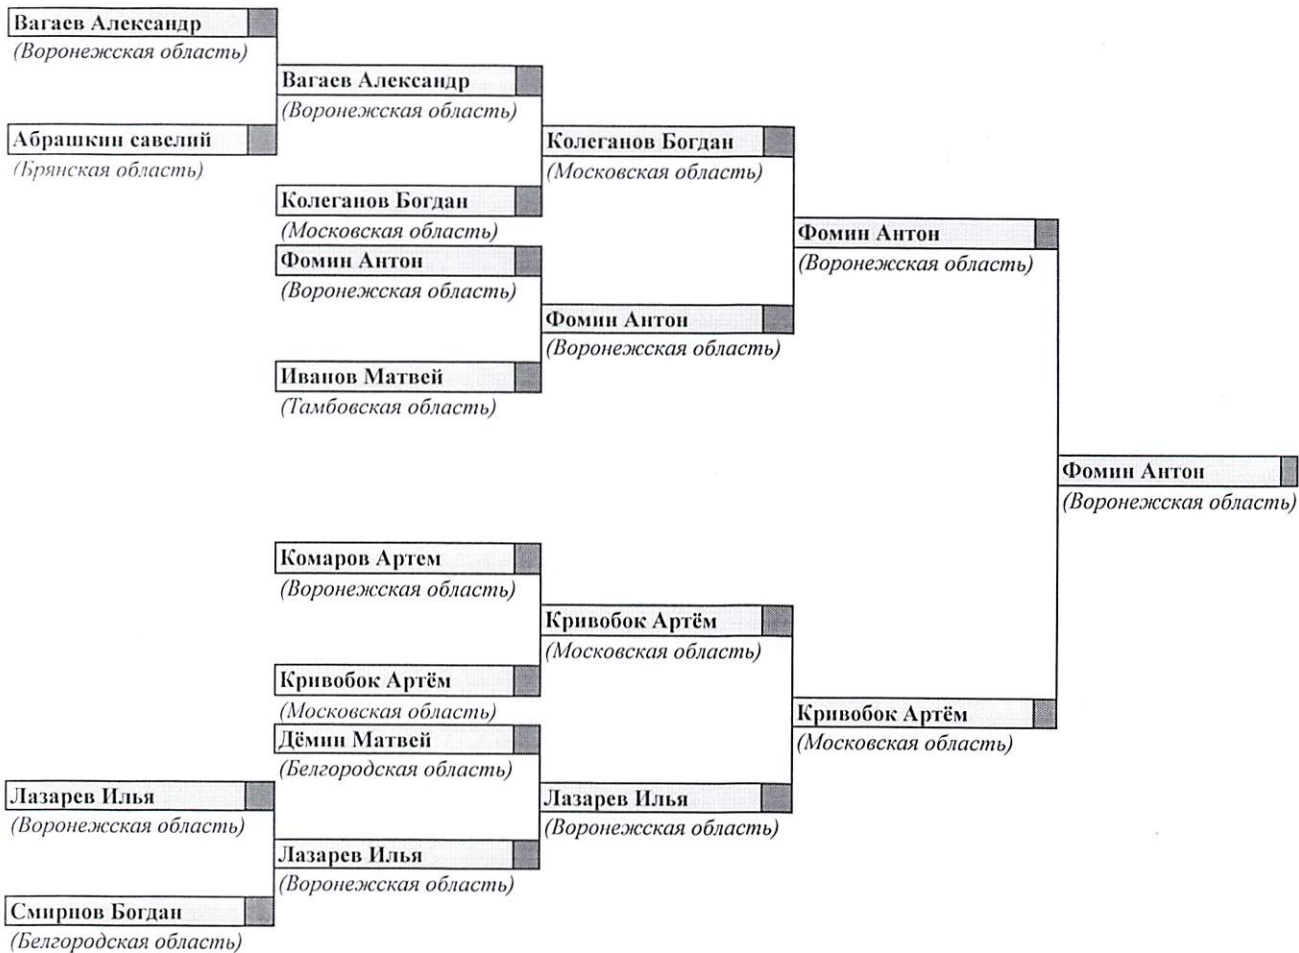 Вагаев Александр
(Воронежская область)
Абрашкин савелий
(Брянская область)
Вагаев Александр
(Воронежская область)
Колеганов Богдан
(Московская область)
Фомин Антон
(Воронежская область)
Иванов Матвей
(Тамбовская область)
Колеганов Богдан
(Московская область)
Фомин Антон
(Воронежская область)
Фомин Антон
(Воронежская область)
Фомин Антон
(Воронежская область)
Комаров Артем
(Воронежская область)
Кривобок Артём
(Московская область)
Дёмин Матвей
(Белгородская область)
Лазарев Илья
(Воронежская область)
Смирнов Богдан
(Белгородская область)
Лазарев Илья
(Воронежская область)
Кривобок Артём
(Московская область)
Лазарев Илья
(Воронежская область)
Кривобок Артём
(Московская область)